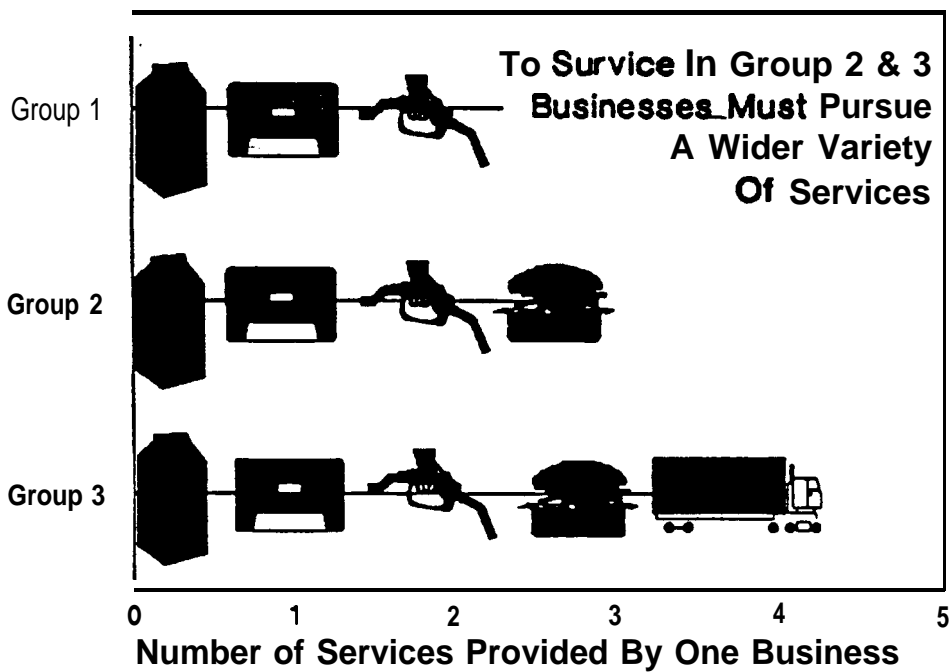 To Survice In Group 2 & 3
Businesses Must Pursue
A Wider Variety
Of Services
Group 1
Group 2
Group 3
0 1 2 3 4 5
Number of Services Provided By One Business